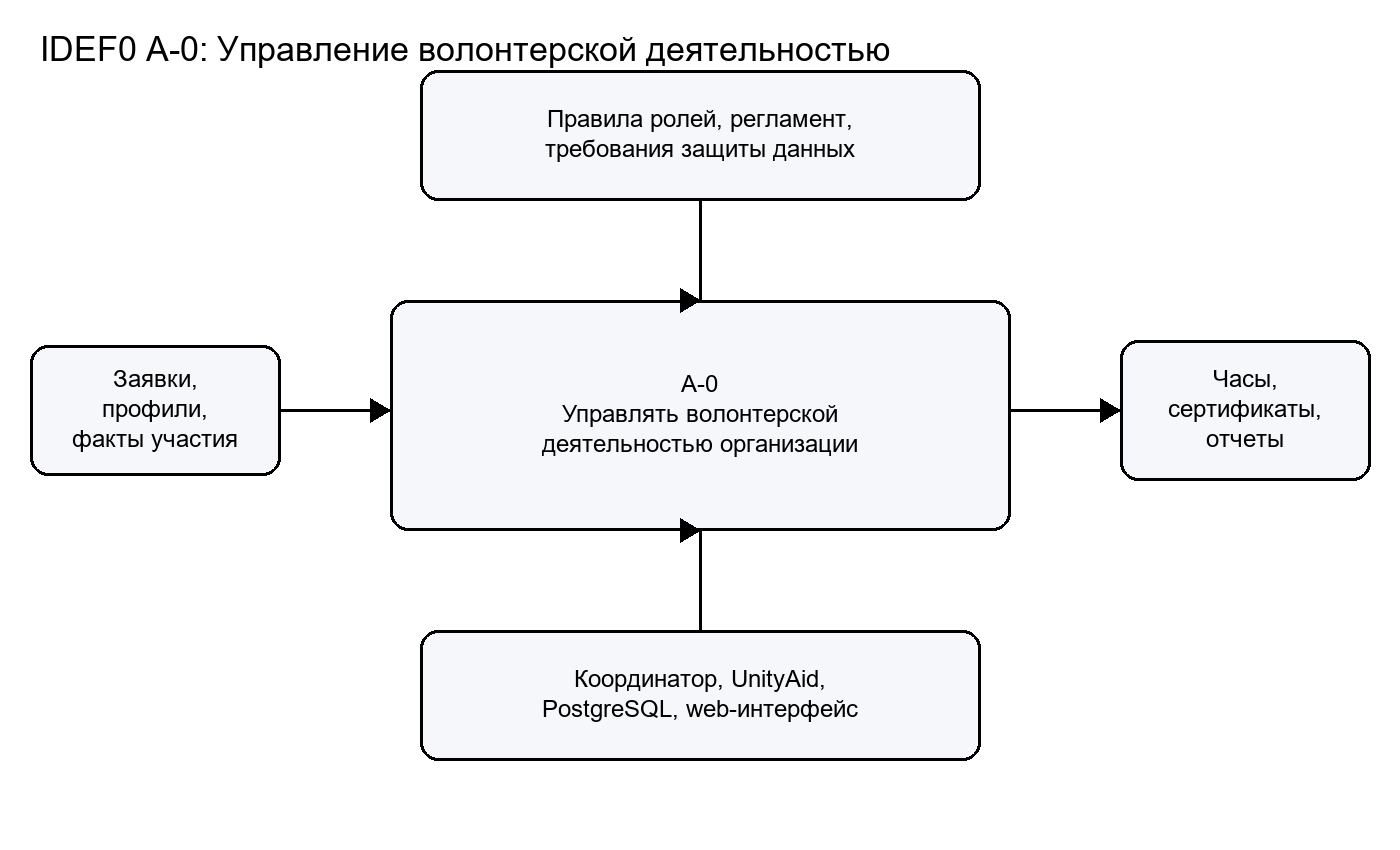 IDEF0 A-0: Управление волонтерской деятельностью
Правила ролей, регламент,
требования защиты данных
Заявки,
профили,
факты участия
A-0
Управлять волонтерской
деятельностью организации
Часы,
сертификаты,
отчеты
Координатор, UnityAid,
PostgreSQL, web-интерфейс